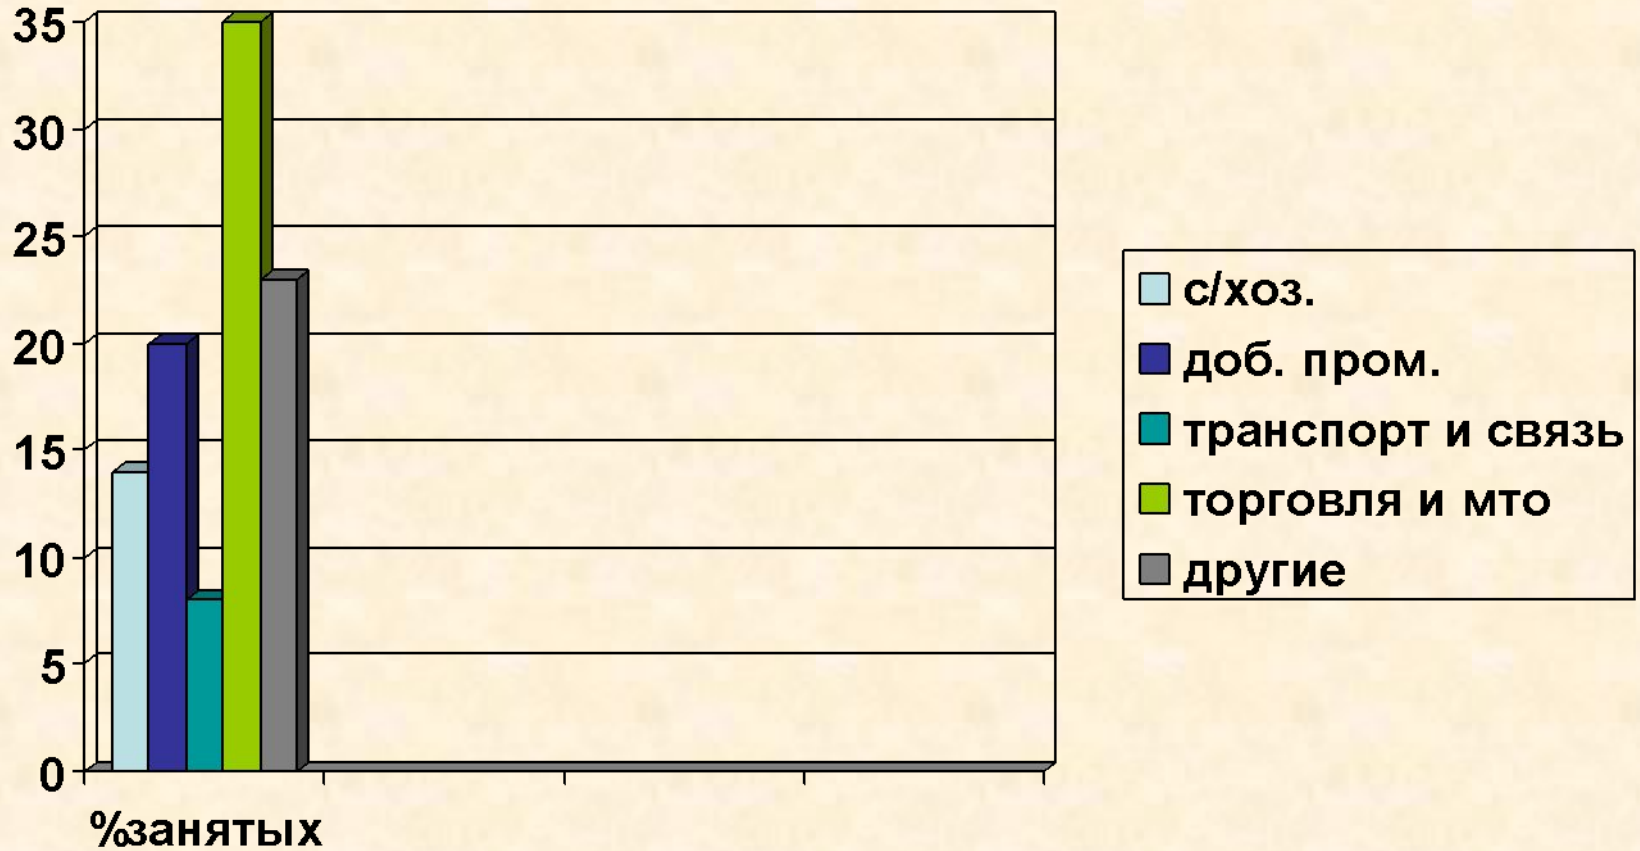 35
30
25
20
15
10
5
0
%занятых
с/хоз.
доб. пром.
транспорт и связь
торговля и мто
другие